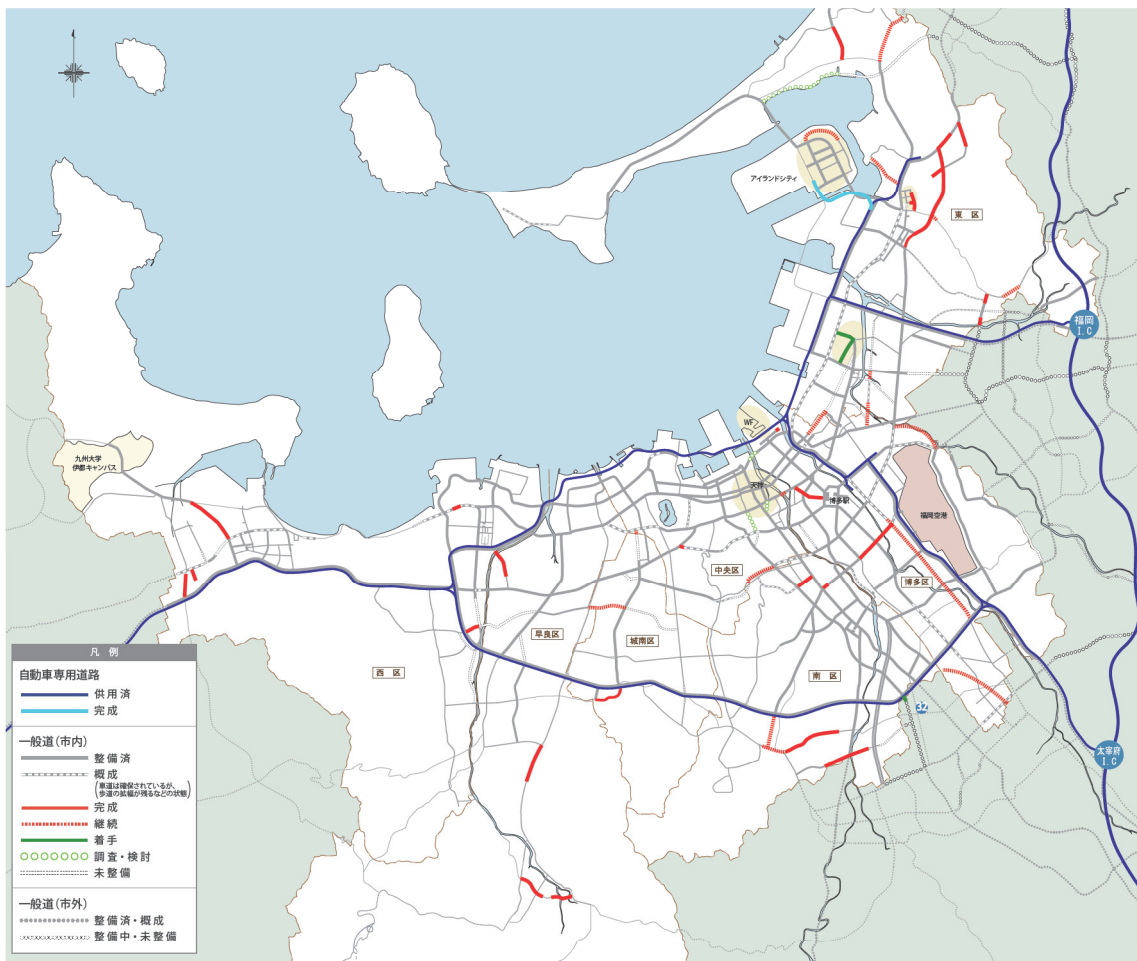 アイランドシティ
東 区
福岡
I.C
九州大学
伊都キャンパス
WF
天神
博多駅
福岡空港
中央区
博多区
早良区
城南区
西 区
南 区
32
太宰府
I.C
凡 例
自動車専用道路
供用済
完成
一般道(市内)
整備済
概成
(車道は確保されているが、
歩道の拡幅が残るなどの状態)
完成
継続
着手
調査・検討
未整備
一般道(市外)
整備済・概成
整備中・未整備